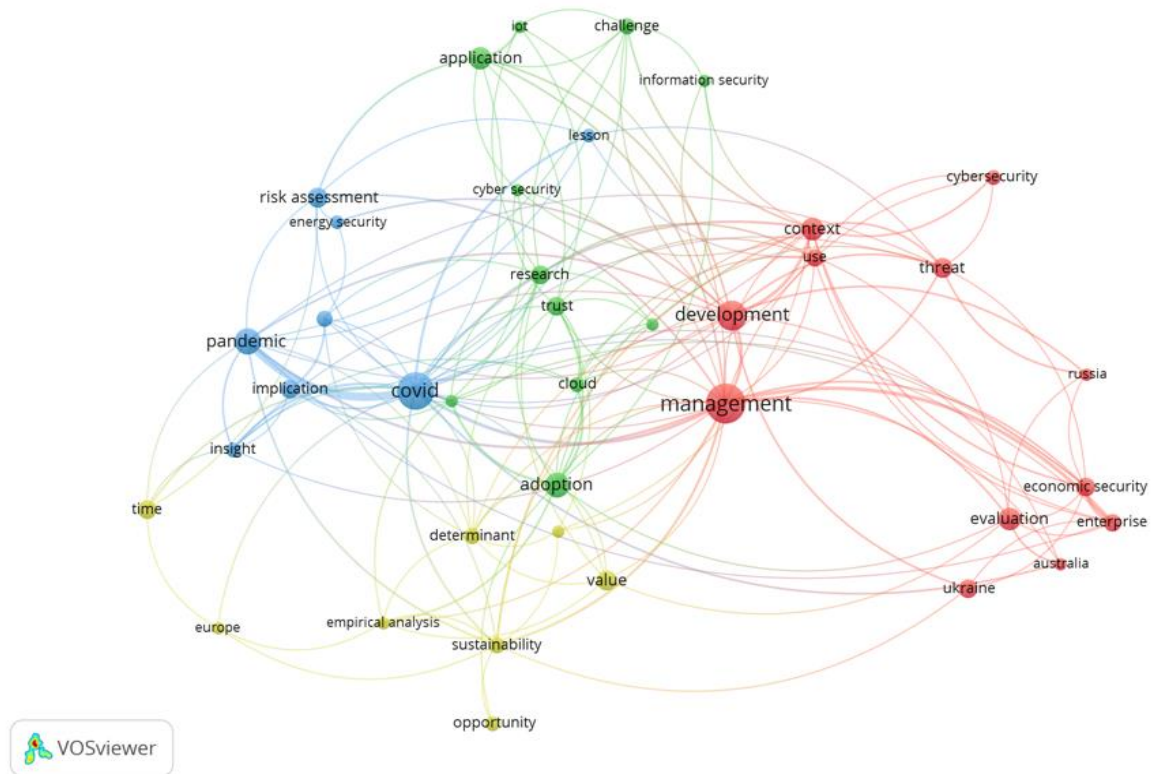 iot
challenge
application
information security
lesson
cybersecurity
cyber security
risk assessment
energy security
context
use
threat
research
trust
development
pandemic
russia
implication
covid
cloud
management
insight
adoption
economic security
time
evaluation
enterprise
determinant
australia
value
ukraine
europe
empirical analysis
sustainability
opportunity
VOSviewer